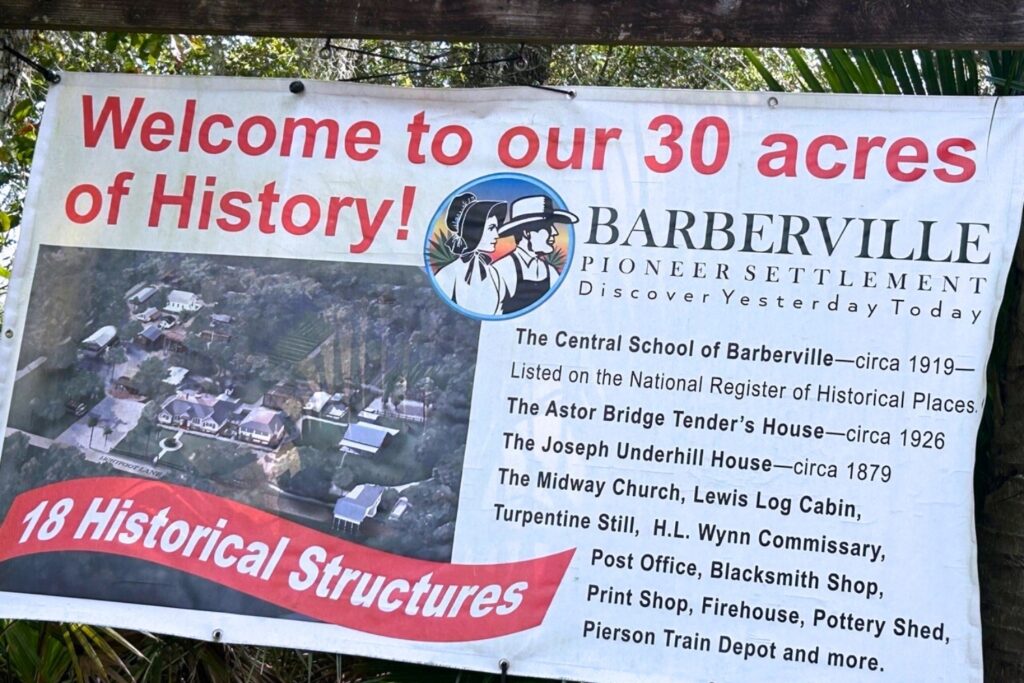 Welcome to our 30 acres
of History!
BARBERVILLE
PIONEER SETTLEMENT
Discover Yesterday Today
The Central School of Barberville—circa 1919—
Listed on the National Register of Historical Places.
The Astor Bridge Tender's House—circa 1926
The Joseph Underhill House—circa 1879
The Midway Church, Lewis Log Cabin,
Turpentine Still, H.L. Wynn Commissary,
Post Office, Blacksmith Shop,
Print Shop, Firehouse, Pottery Shed,
Pierson Train Depot and more.
LIGHTFOOT LANE
18 Historical Structures